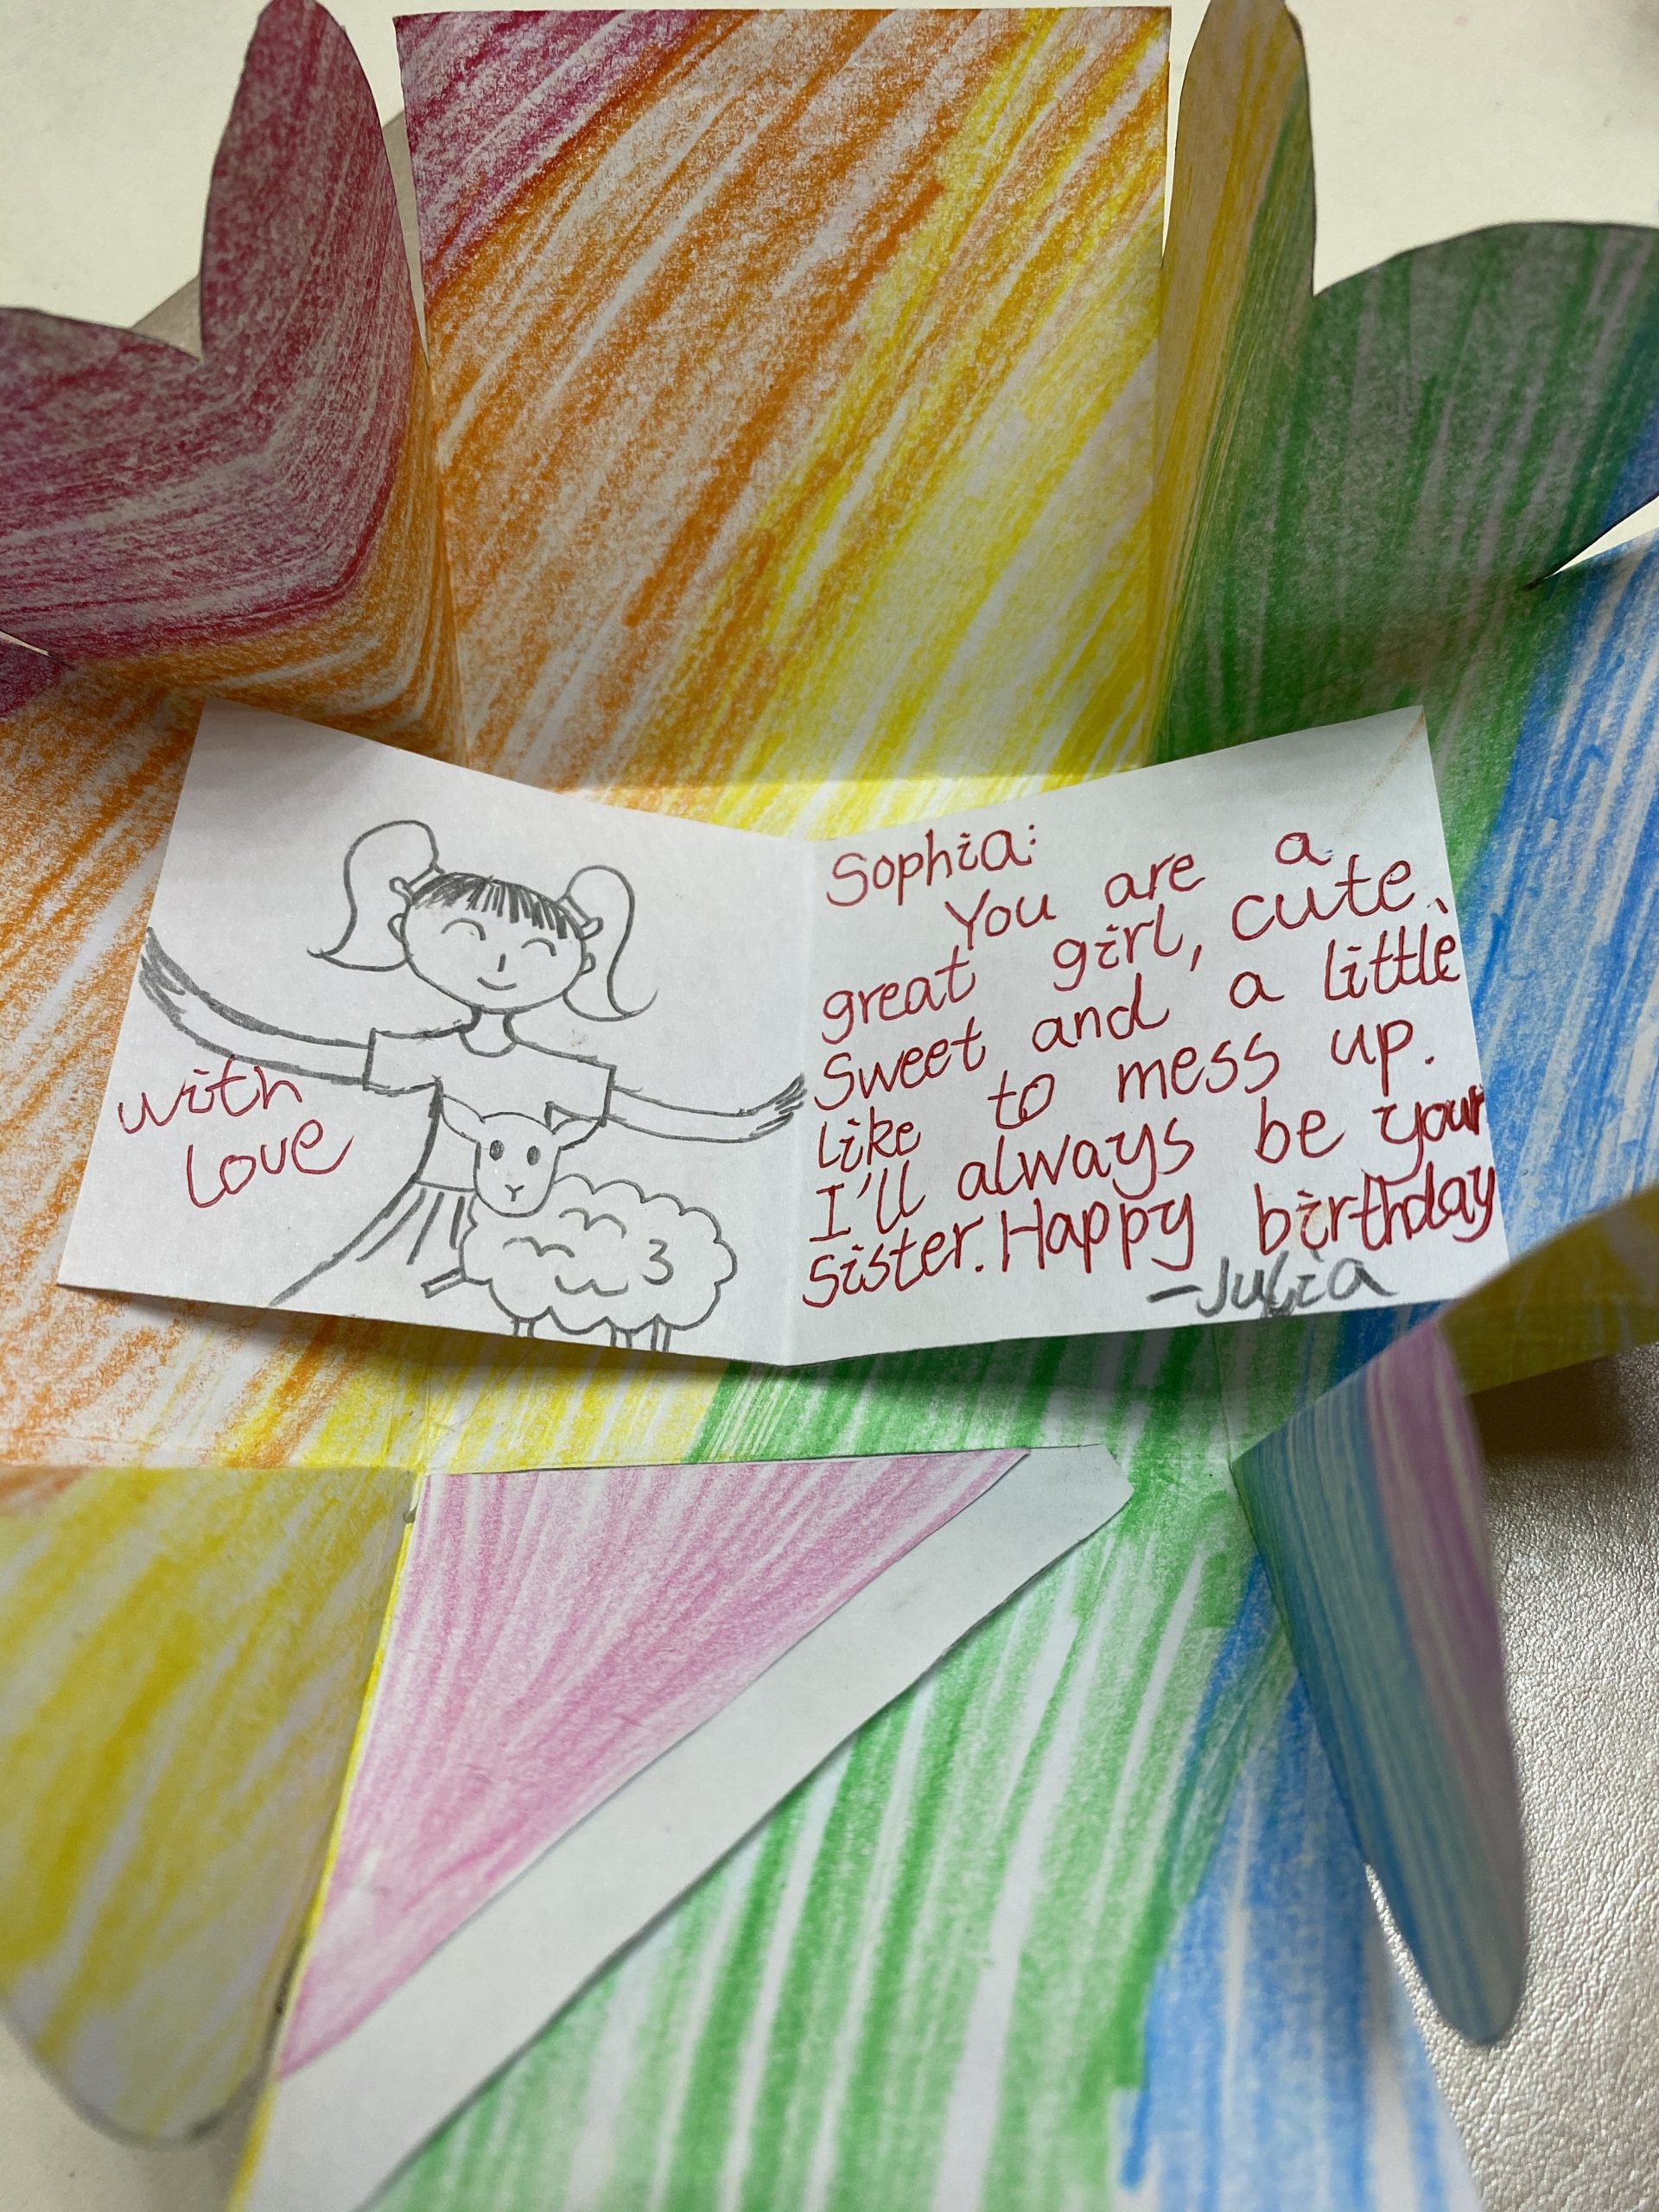 with
love
Sophia:
You are a
great girl, cute、
Sweet and a little
like to mess up.
I'll always be your
sister. Happy birthday
-Julia
3